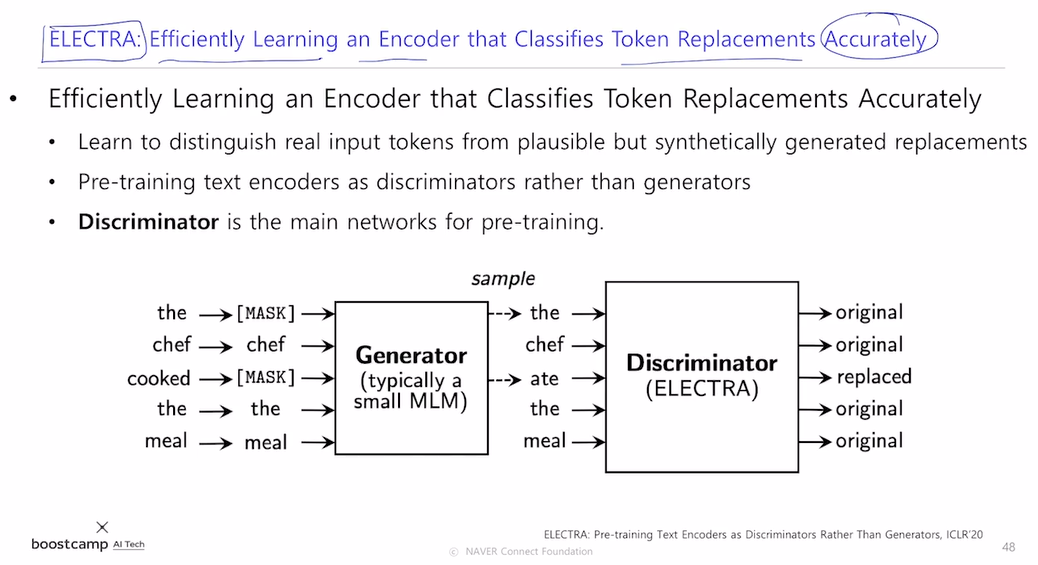 ELECTRA: Efficiently Learning an Encoder that Classifies Token Replacements Accurately
• Efficiently Learning an Encoder that Classifies Token Replacements Accurately
• Learn to distinguish real input tokens from plausible but synthetically generated replacements
• Pre-training text encoders as discriminators rather than generators
• Discriminator is the main networks for pre-training.
sample
the [MASK] the original
chef chef chef original
cooked [MASK] ate replaced
the the the original
meal meal meal original
Generator
(typically a
small MLM)
Discriminator
(ELECTRA)
ELECTRA: Pre-training Text Encoders as Discriminators Rather Than Generators, ICLR'20
boostcamp AI Tech
ⓒ NAVER Connect Foundation
48